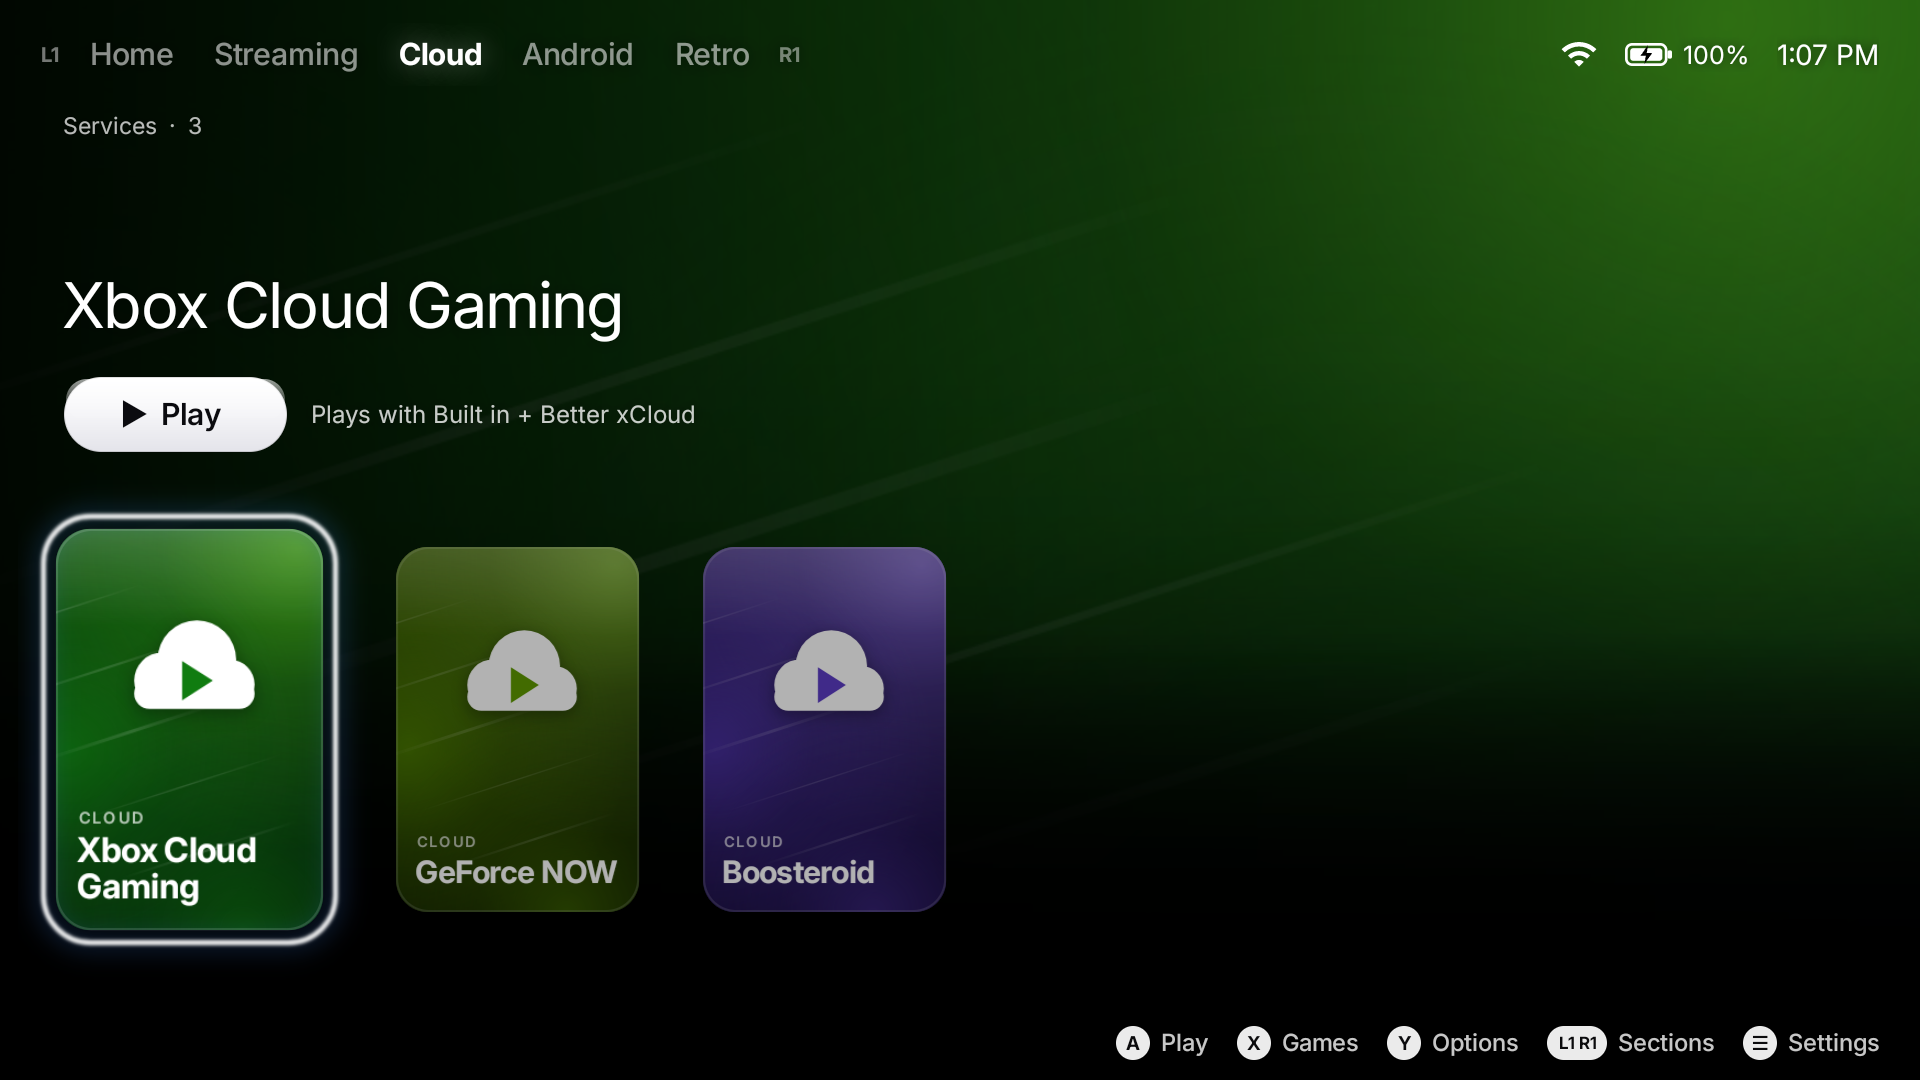 L1 Home Streaming Cloud Android Retro R1
100% 1:07 PM
Services · 3
Xbox Cloud Gaming
Play
Plays with Built in + Better xCloud
CLOUD
Xbox Cloud
Gaming
CLOUD
GeForce NOW
CLOUD
Boosteroid
A Play X Games Y Options L1 R1 Sections Settings